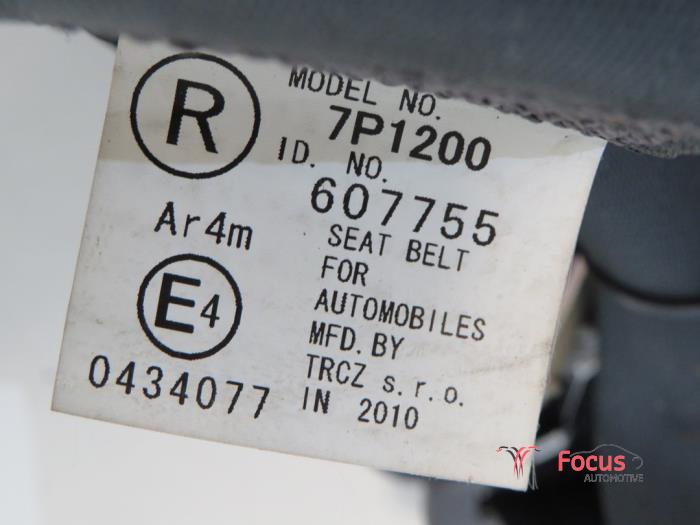 R
MODEL NO.
7P1200
ID. NO.
607755
Ar4m
SEAT BELT
FOR
AUTOMOBILES
E4
MFD. BY
0434077
TRCZ s.r.o.
IN 2010
Focus
AUTOMOTIVE